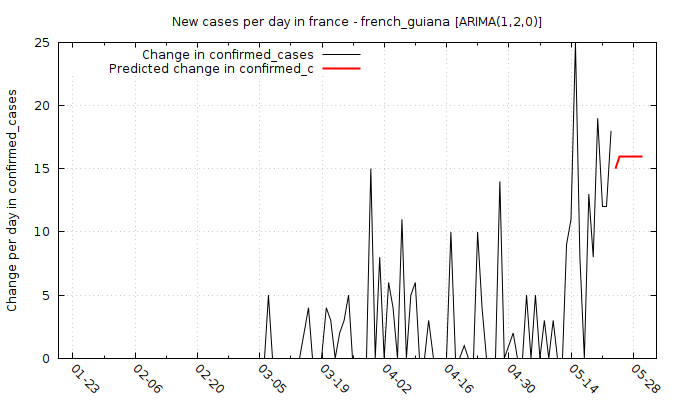 New cases per day in france - french_guiana [ARIMA(1,2,0)]
Change in confirmed_cases
Predicted change in confirmed_c
Change per day in confirmed_cases
25
20
15
10
5
0
01-23 02-06 02-20 03-05 03-19 04-02 04-16 04-30 05-14 05-28